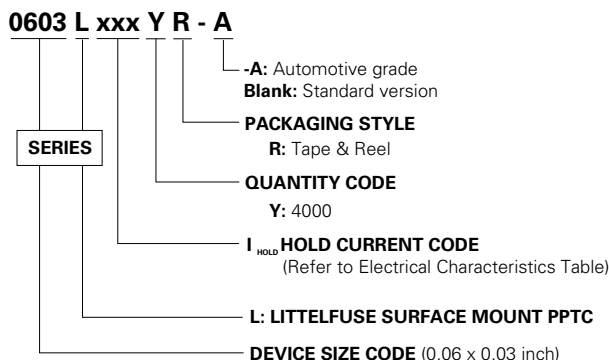 0603 L xxx Y R - A
-A: Automotive grade
Blank: Standard version
PACKAGING STYLE
R: Tape & Reel
SERIES
QUANTITY CODE
Y: 4000
I HOLD HOLD CURRENT CODE
(Refer to Electrical Characteristics Table)
L: LITTELFUSE SURFACE MOUNT PPTC
DEVICE SIZE CODE (0.06 x 0.03 inch)